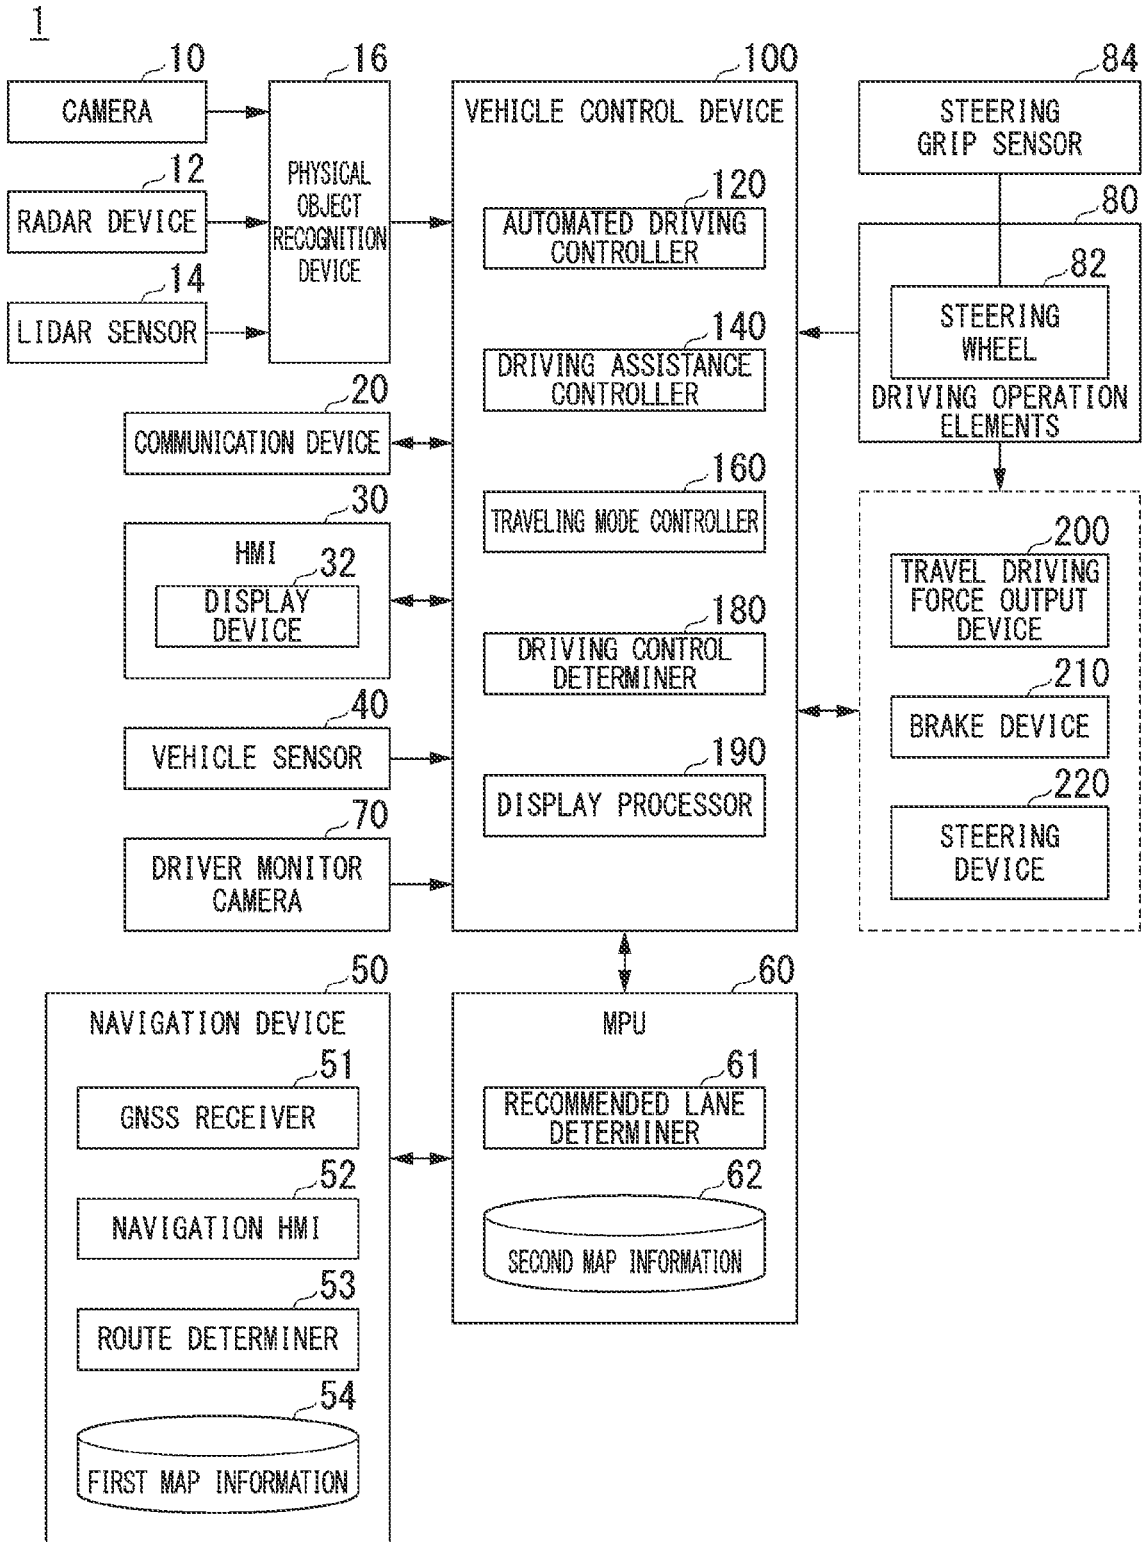 1
10
CAMERA
12
RADAR DEVICE
14
LIDAR SENSOR
16
PHYSICAL
OBJECT
RECOGNITION
DEVICE
20
COMMUNICATION DEVICE
30
HMI
32
DISPLAY
DEVICE
40
VEHICLE SENSOR
70
DRIVER MONITOR
CAMERA
100
VEHICLE CONTROL DEVICE
120
AUTOMATED DRIVING
CONTROLLER
140
DRIVING ASSISTANCE
CONTROLLER
160
TRAVELING MODE CONTROLLER
180
DRIVING CONTROL
DETERMINER
190
DISPLAY PROCESSOR
84
STEERING
GRIP SENSOR
80
82
STEERING
WHEEL
DRIVING OPERATION
ELEMENTS
200
TRAVEL DRIVING
FORCE OUTPUT
DEVICE
210
BRAKE DEVICE
220
STEERING
DEVICE
50
NAVIGATION DEVICE
51
GNSS RECEIVER
52
NAVIGATION HMI
53
ROUTE DETERMINER
54
FIRST MAP INFORMATION
60
MPU
61
RECOMMENDED LANE
DETERMINER
62
SECOND MAP INFORMATION